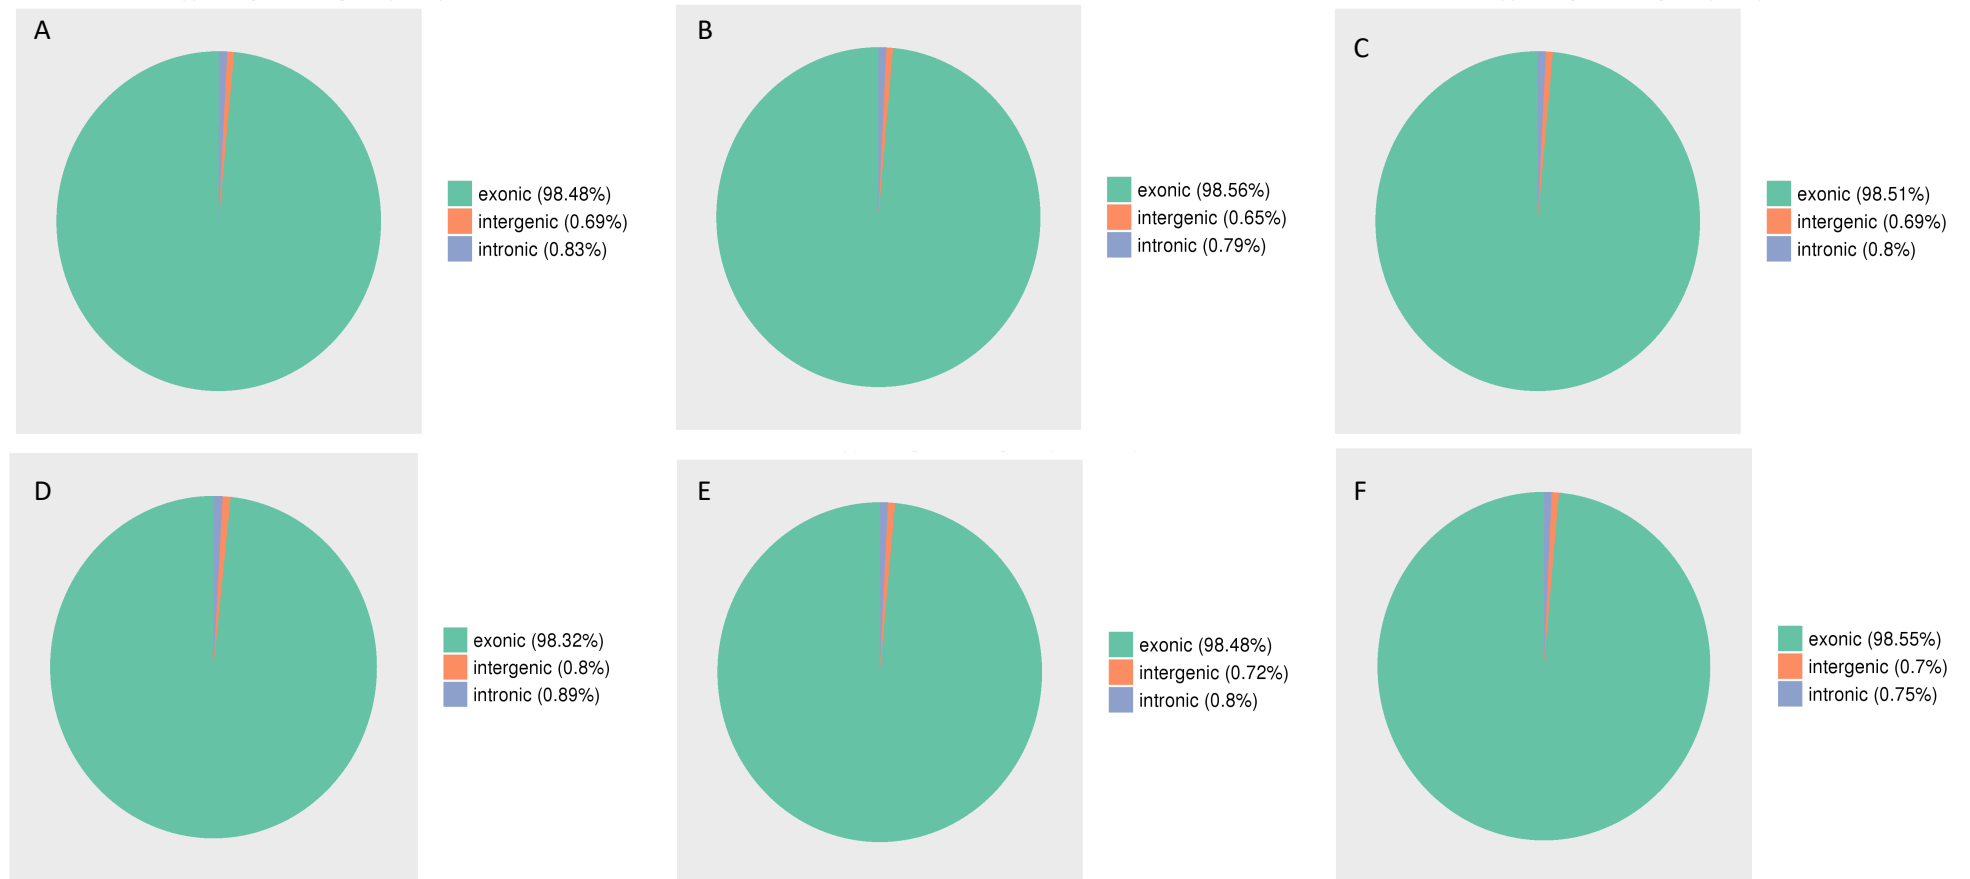 A
exonic (98.48%)
intergenic (0.69%)
intronic (0.83%)
B
exonic (98.56%)
intergenic (0.65%)
intronic (0.79%)
C
exonic (98.51%)
intergenic (0.69%)
intronic (0.8%)
D
exonic (98.32%)
intergenic (0.8%)
intronic (0.89%)
E
exonic (98.48%)
intergenic (0.72%)
intronic (0.8%)
F
exonic (98.55%)
intergenic (0.7%)
intronic (0.75%)